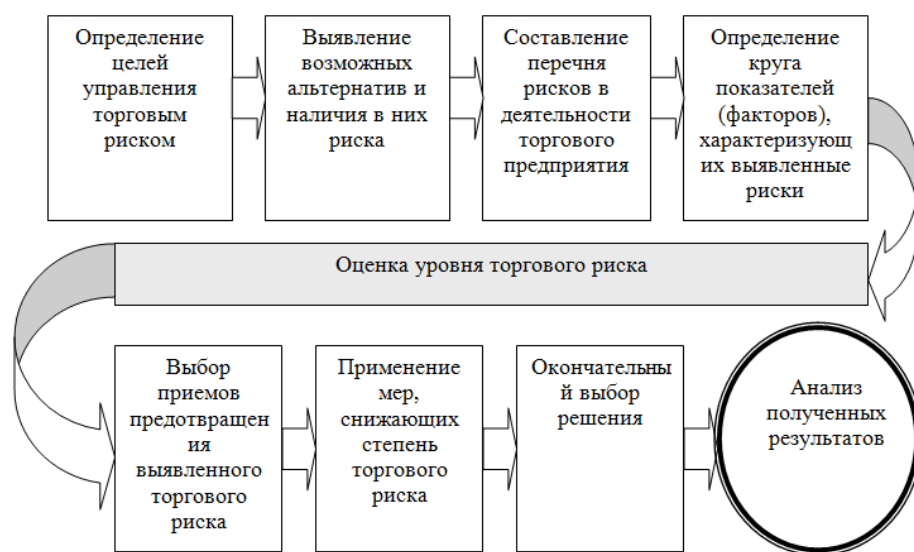 Определение
целей
управления
торговым
риском
Выявление
возможных
альтернатив и
наличия в них
риска
Составление
перечня
рисков в
деятельности
торгового
предприятия
Определение
круга
показателей
(факторов),
характеризующ
их выявленные
риски
Оценка уровня торгового риска
Выбор
приемов
предотвращен
ия
выявленного
торгового
риска
Применение
мер,
снижающих
степень
торгового
риска
Окончательны
й выбор
решения
Анализ
полученных
результатов